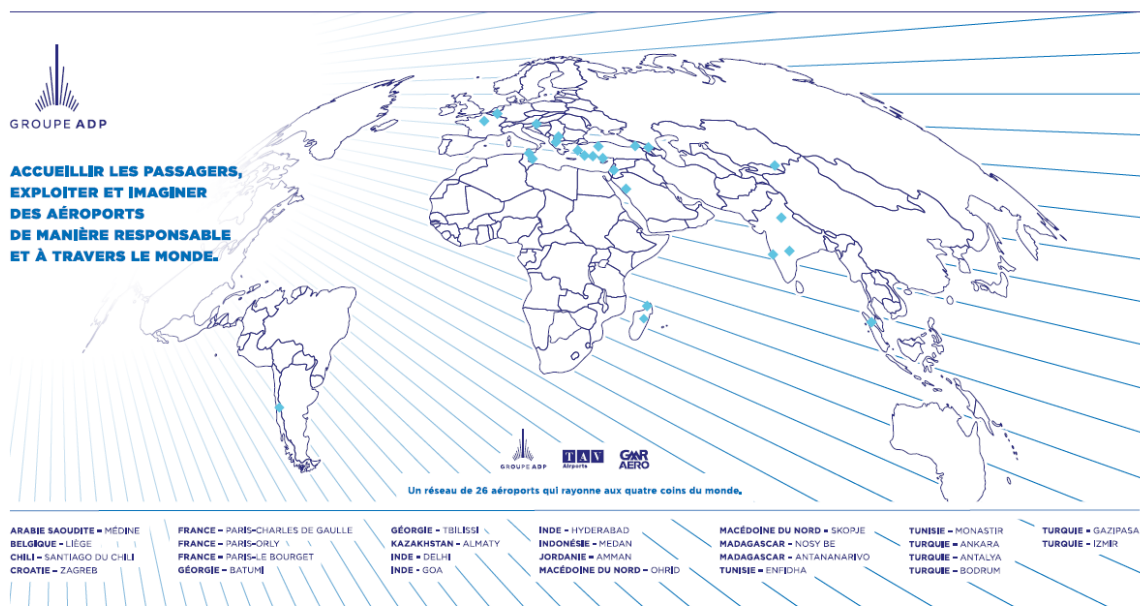 GROUPE ADP
ACCUEILLIR LES PASSAGERS,
EXPLOITER ET IMAGINER
DES AÉROPORTS
DE MANIÈRE RESPONSABLE
ET À TRAVERS LE MONDE.
GROUPE ADP
TAV
Airports
GMR
AERO
Un réseau de 26 aéroports qui rayonne aux quatre coins du monde.
ARABIE SAOUDITE – MÉDINE
BELGIQUE – LIÈGE
CHILI – SANTIAGO DU CHILI
CROATIE – ZAGREB
FRANCE – PARIS-CHARLES DE GAULLE
FRANCE – PARIS-ORLY
FRANCE – PARIS-LE BOURGET
GÉORGIE – BATUMI
GÉORGIE – TBILISSI
KAZAKHSTAN – ALMATY
INDE – DELHI
INDE - GOA
INDE – HYDERABAD
INDONÉSIE – MEDAN
JORDANIE – AMMAN
MACÉDOINE DU NORD – OHRID
MACÉDOINE DU NORD – SKOPJE
MADAGASCAR – NOSY BE
MADAGASCAR – ANTANANARIVO
TUNISIE – ENFIDHA
TUNISIE – MONASTIR
TURQUIE – ANKARA
TURQUIE – ANTALYA
TURQUIE – BODRUM
TURQUIE – GAZIPASA
TURQUIE – IZMIR